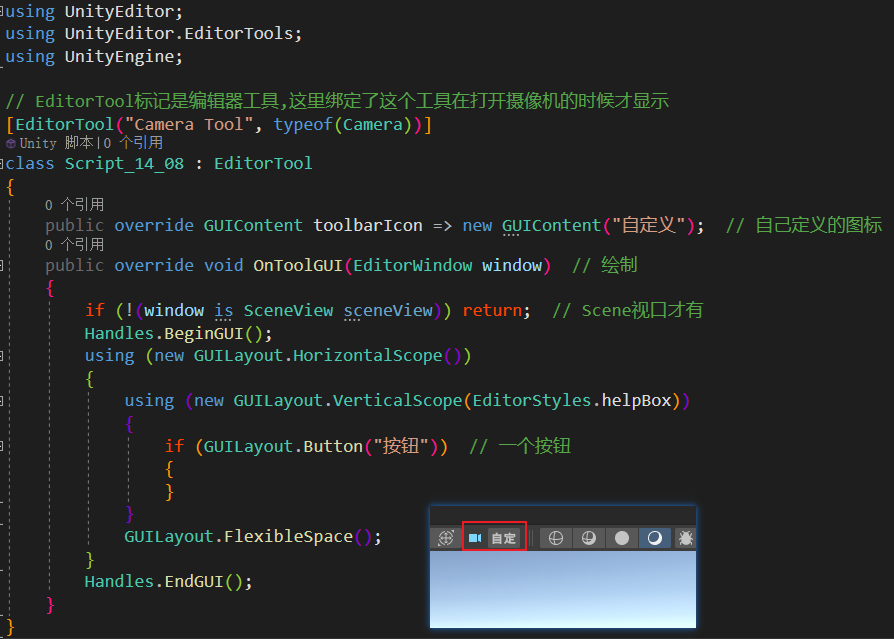 using UnityEditor;
using UnityEditor.EditorTools;
using UnityEngine;
// EditorTool标记是编辑器工具,这里绑定了这个工具在打开摄像机的时候才显示
[EditorTool("Camera Tool", typeof(Camera))]
Unity 脚本|0 个引用
class Script_14_08 : EditorTool
{
0 个引用
public override GUIContent toolbarIcon => new GUIContent("自定义"); // 自己定义的图标
0 个引用
public override void OnToolGUI(EditorWindow window) // 绘制
{
if (!(window is SceneView sceneView)) return; // Scene视口才有
Handles.BeginGUI();
using (new GUILayout.HorizontalScope())
{
using (new GUILayout.VerticalScope(EditorStyles.helpBox))
{
if (GUILayout.Button("按钮")) // 一个按钮
{
}
}
GUILayout.FlexibleSpace();
}
Handles.EndGUI();
}
}
自定